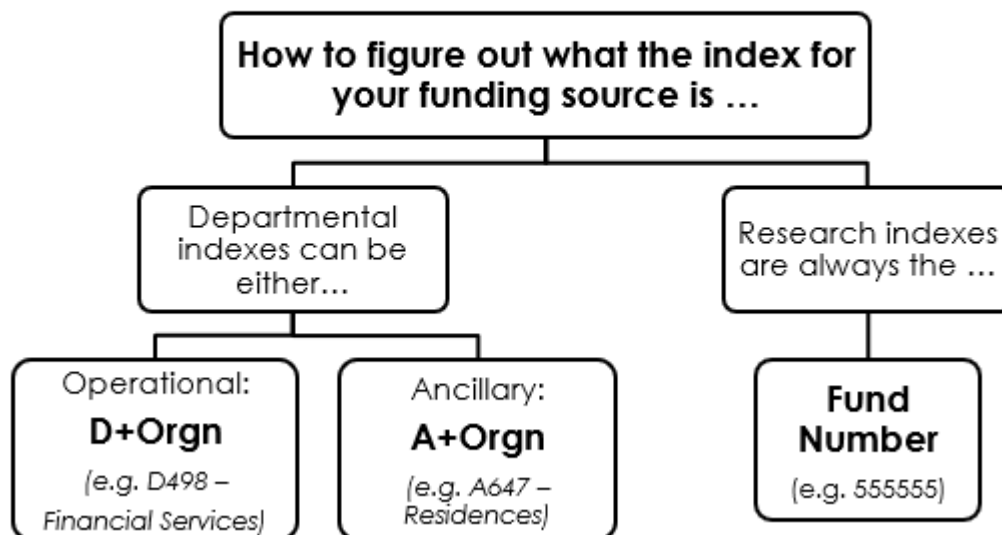 How to figure out what the index for
your funding source is …
Departmental
indexes can be
either…
Research indexes
are always the …
Operational:
D+Orgn
(e.g. D498 –
Financial Services)
Ancillary:
A+Orgn
(e.g. A647 –
Residences)
Fund
Number
(e.g. 555555)